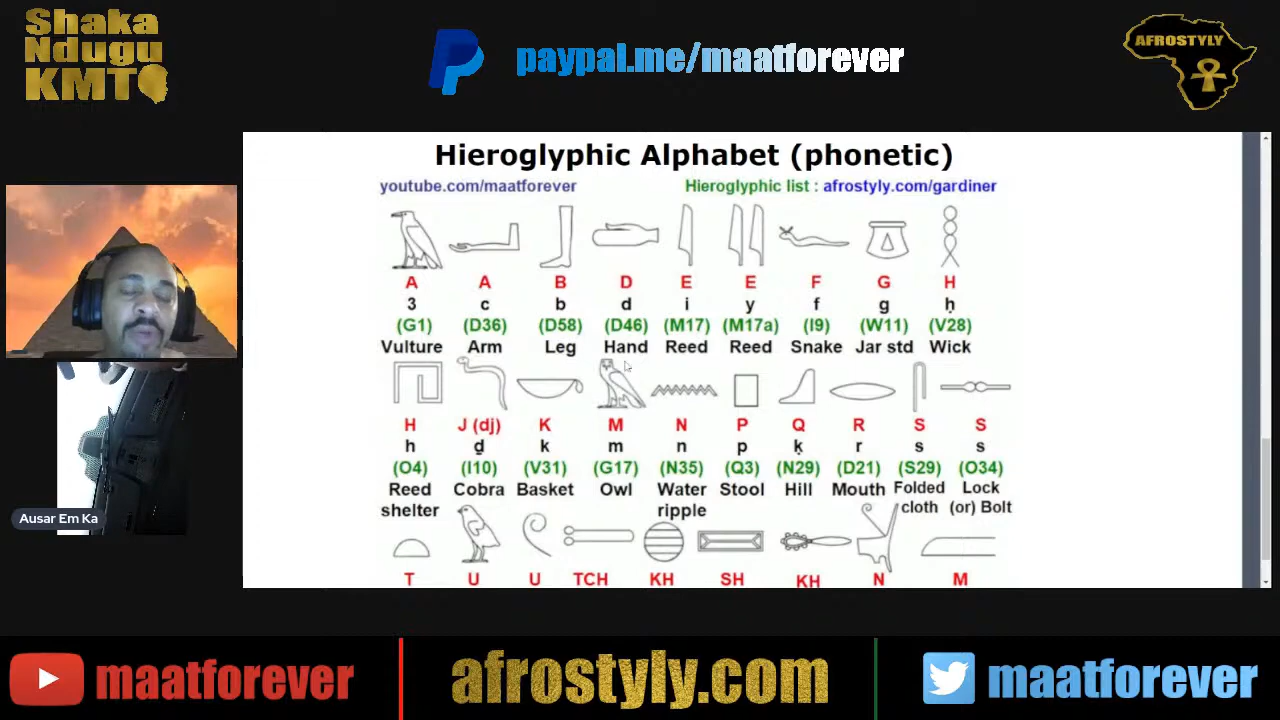 Shaka
Ndugu
KMT
paypal.me/maatforever
AFROSTYLY
Hieroglyphic Alphabet (phonetic)
youtube.com/maatforever Hieroglyphic list : afrostyly.com/gardiner
A A B D E E F G H
3 c b d i y f g ḥ
(G1) (D36) (D58) (D46) (M17) (M17a) (I9) (W11) (V28)
Vulture Arm Leg Hand Reed Reed Snake Jar std Wick
H J (dj) K M N P Q R S S
h ḏ k m n p ḳ r s s
(O4) (I10) (V31) (G17) (N35) (Q3) (N29) (D21) (S29) (O34)
Reed Cobra Basket Owl Water Stool Hill Mouth Folded Lock
shelter ripple cloth (or) Bolt
T U U TCH KH SH KH N M
Ausar Em Ka
maatforever afrostyly.com maatforever